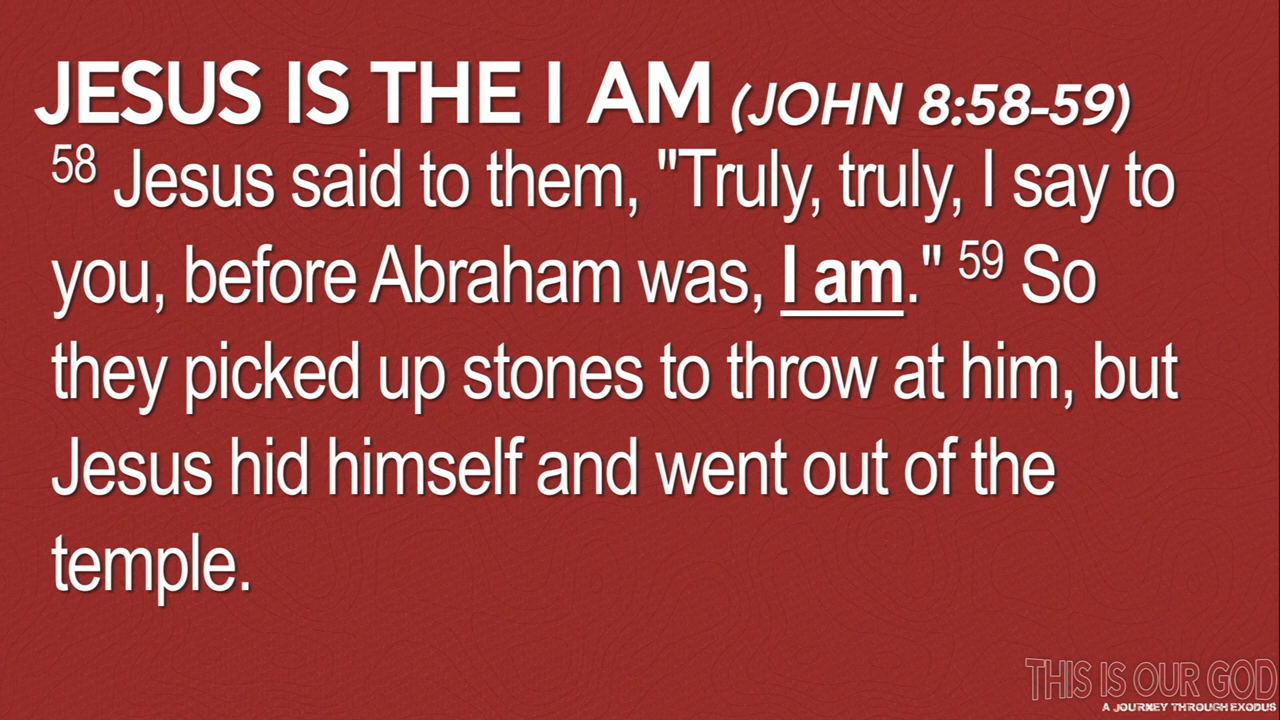 JESUS IS THE I AM (JOHN 8:58-59)
58 Jesus said to them, "Truly, truly, I say to
you, before Abraham was, I am." 59 So
they picked up stones to throw at him, but
Jesus hid himself and went out of the
temple.
THIS IS OUR GOD
A JOURNEY THROUGH EXODUS